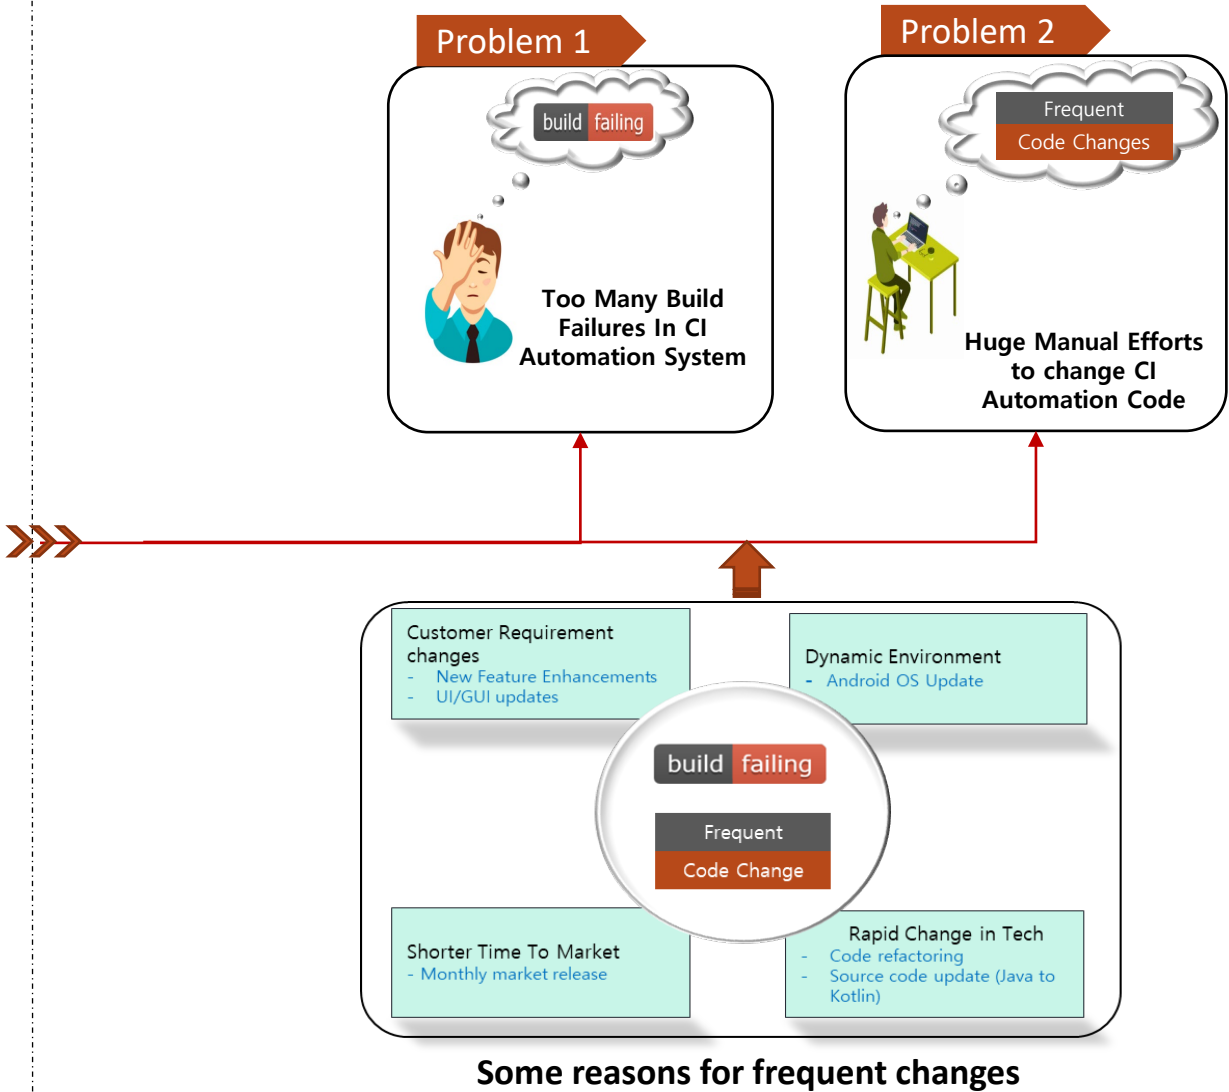 Problem 1
build failing
Too Many Build
Failures In CI
Automation System
Problem 2
Frequent
Code Changes
Huge Manual Efforts
to change CI
Automation Code
Customer Requirement
changes
- New Feature Enhancements
- UI/GUI updates
Dynamic Environment
- Android OS Update
build failing
Frequent
Code Change
Shorter Time To Market
- Monthly market release
Rapid Change in Tech
- Code refactoring
- Source code update (Java to
Kotlin)
Some reasons for frequent changes